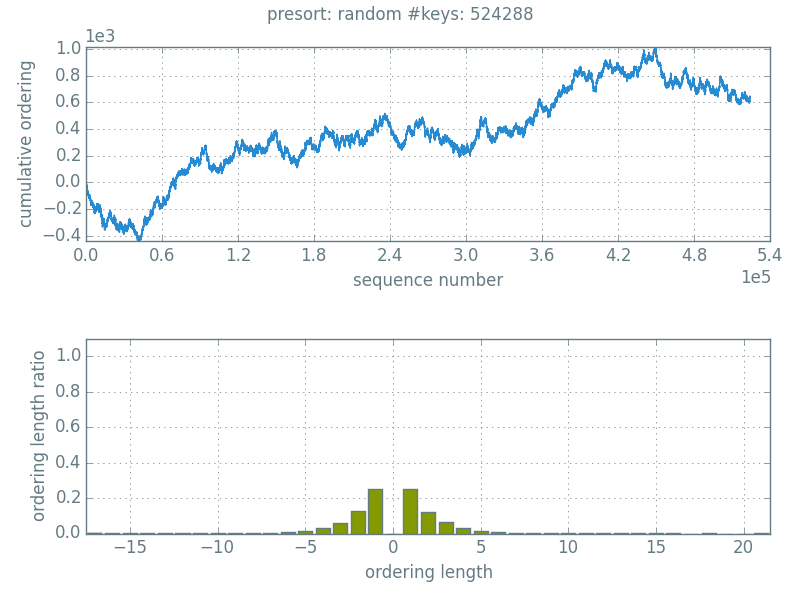 presort: random #keys: 524288
1e3
1.0
0.8
0.6
0.4
0.2
0.0
−0.2
−0.4
cumulative ordering
0.0 0.6 1.2 1.8 2.4 3.0 3.6 4.2 4.8 5.4
1e5
sequence number
1.0
0.8
0.6
0.4
0.2
0.0
ordering length ratio
−15 −10 −5 0 5 10 15 20
ordering length